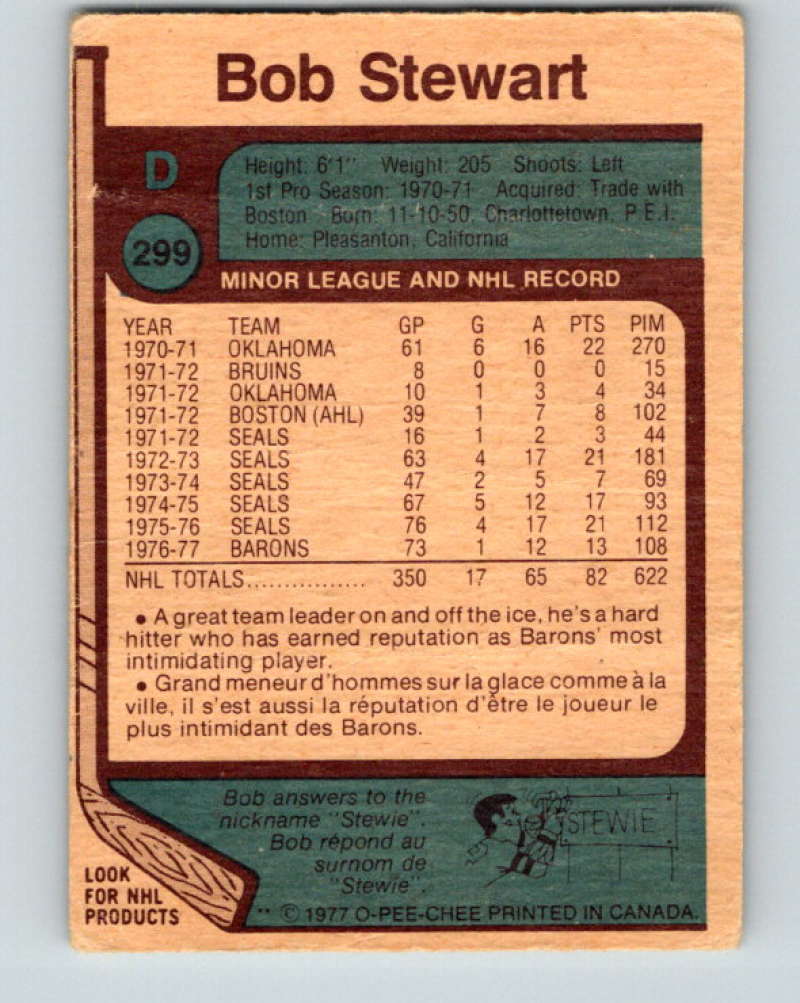 Bob Stewart
D
Height: 6'1" Weight: 205 Shoots: Left
1st Pro Season: 1970-71 Acquired: Trade with
Boston Born: 11-10-50, Charlottetown, P.E.I.
Home: Pleasanton, California
299
MINOR LEAGUE AND NHL RECORD
YEAR TEAM GP G A PTS PIM
1970-71 OKLAHOMA 61 6 16 22 270
1971-72 BRUINS 8 0 0 0 15
1971-72 OKLAHOMA 10 1 3 4 34
1971-72 BOSTON (AHL) 39 1 7 8 102
1971-72 SEALS 16 1 2 3 44
1972-73 SEALS 63 4 17 21 181
1973-74 SEALS 47 2 5 7 69
1974-75 SEALS 67 5 12 17 93
1975-76 SEALS 76 4 17 21 112
1976-77 BARONS 73 1 12 13 108
NHL TOTALS................ 350 17 65 82 622
• A great team leader on and off the ice, he's a hard
hitter who has earned reputation as Barons' most
intimidating player.
• Grand meneur d'hommes sur la glace comme à la
ville, il s'est aussi la réputation d'être le joueur le
plus intimidant des Barons.
Bob answers to the
nickname "Stewie".
Bob répond au
surnom de
"Stewie".
STEWIE
LOOK
FOR NHL
PRODUCTS
** © 1977 O-PEE-CHEE PRINTED IN CANADA.